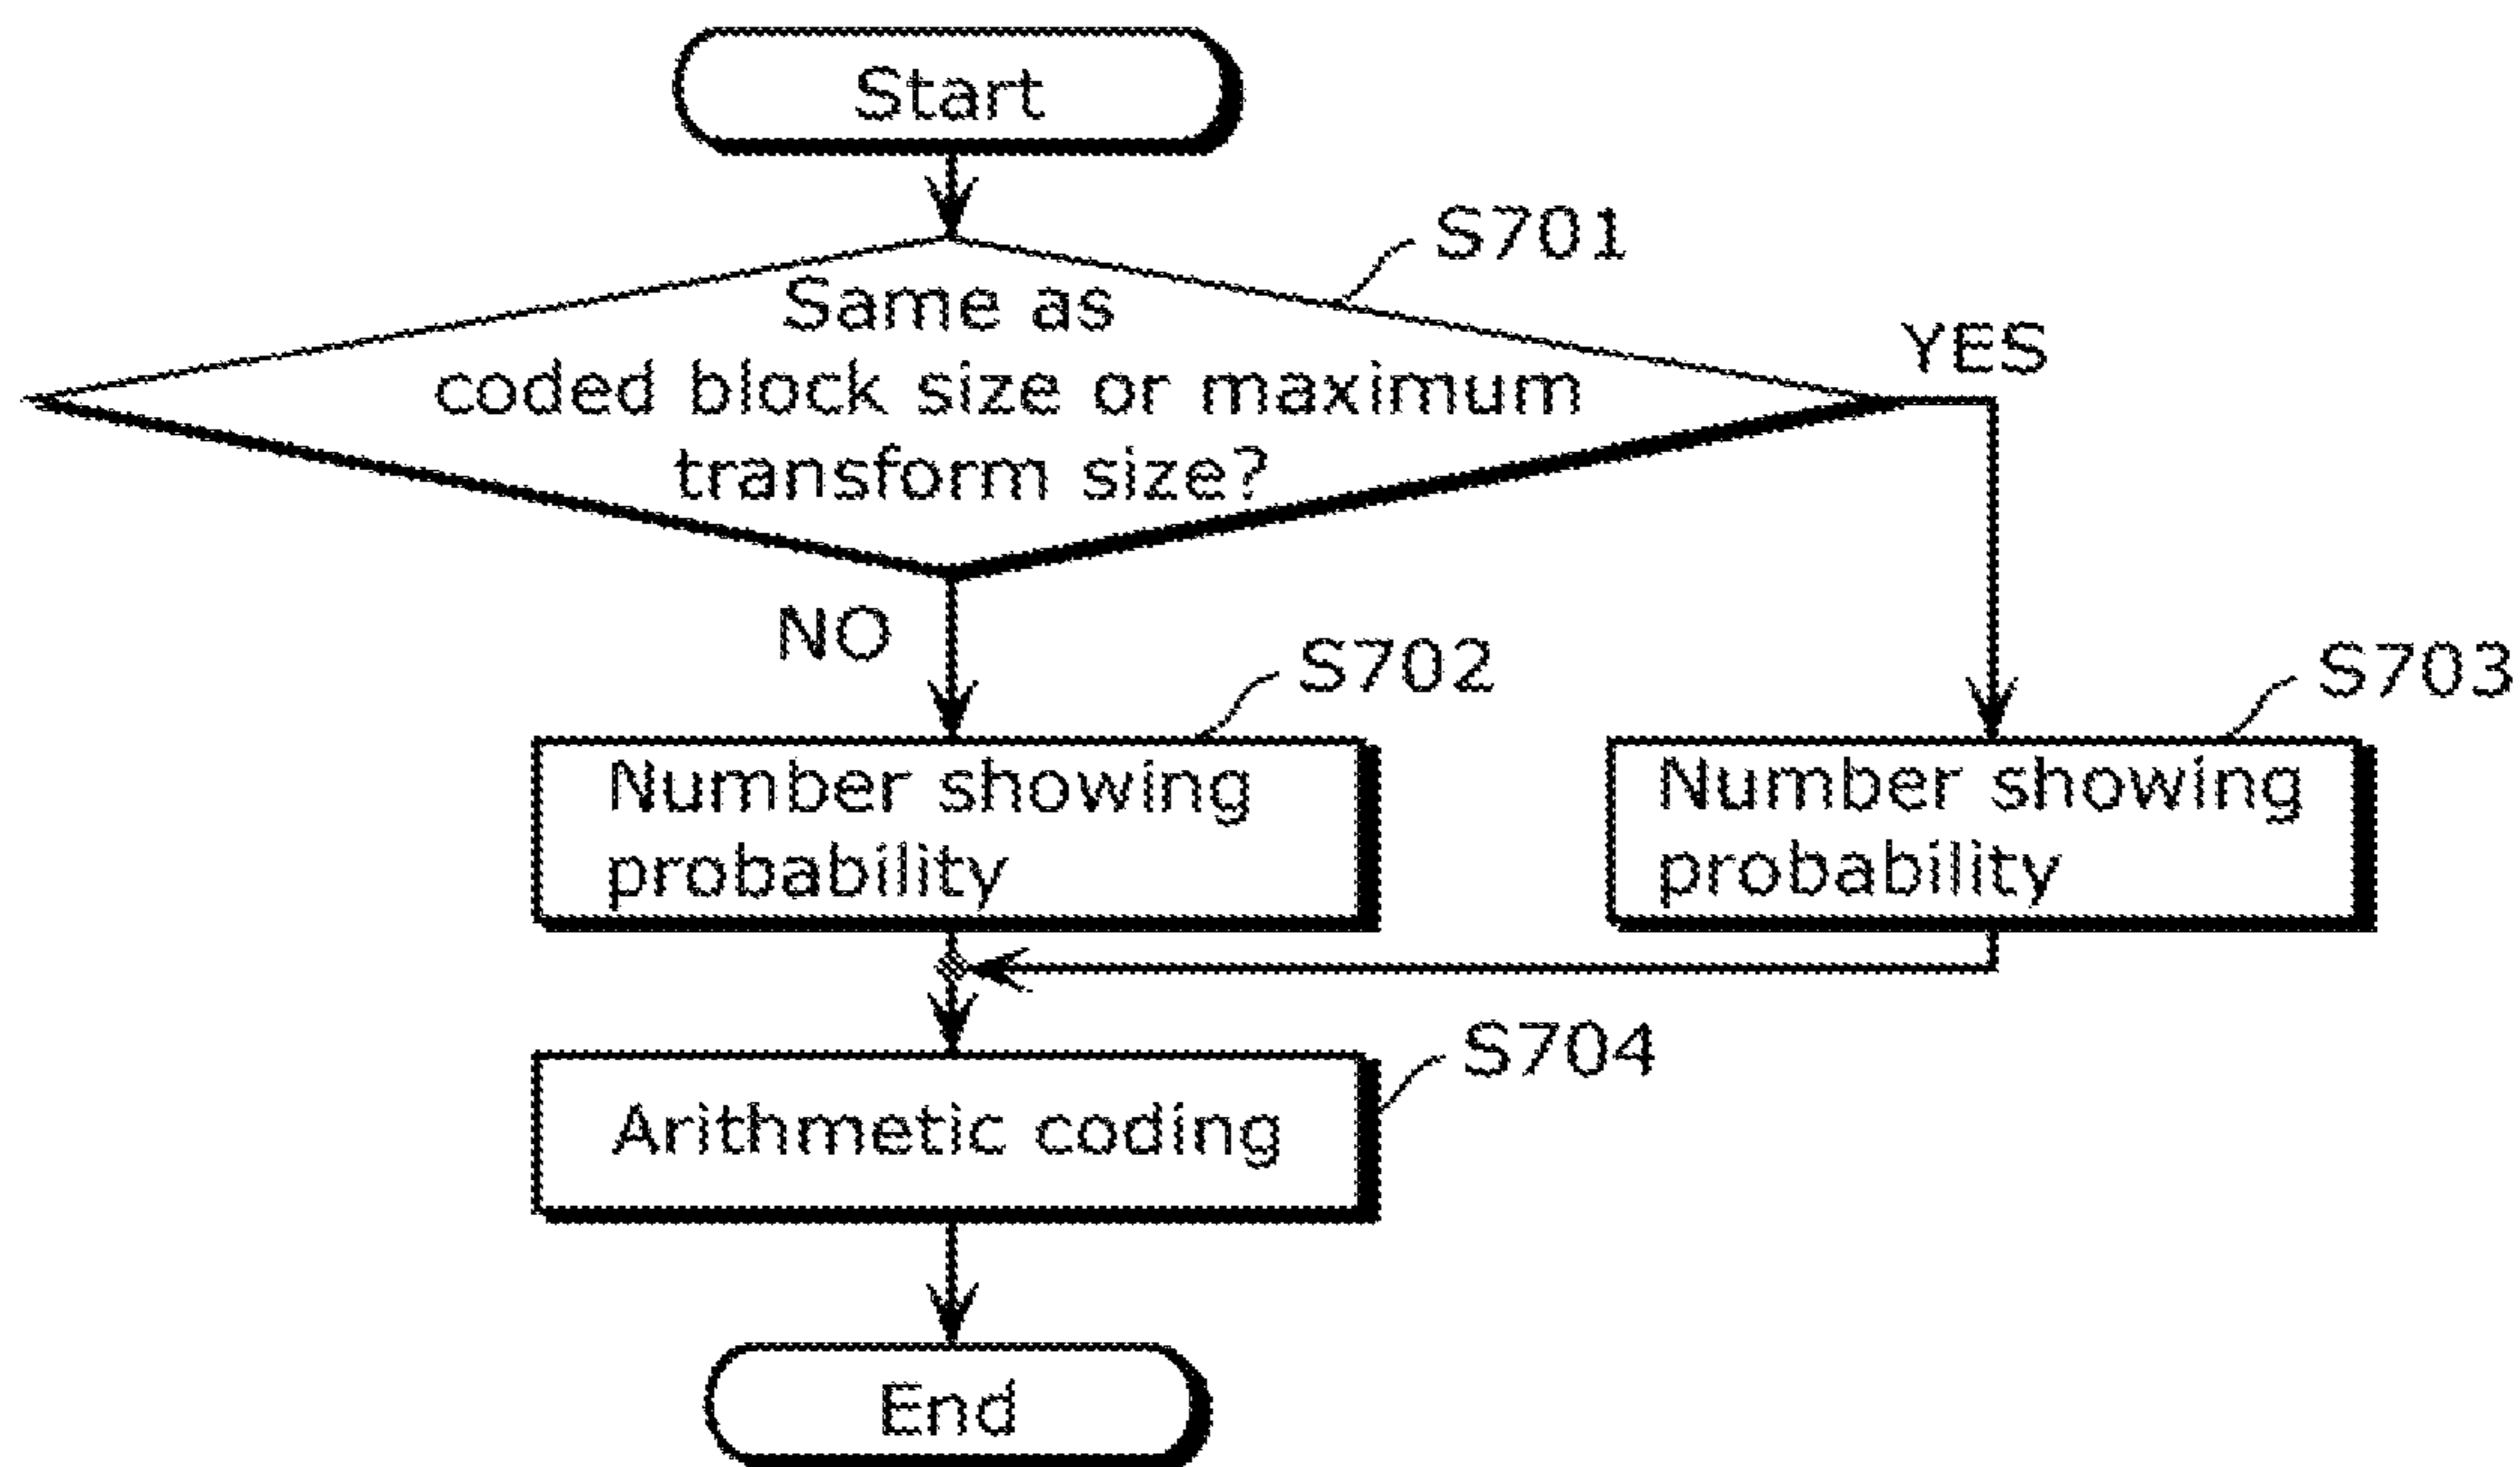 Start
S701
Same as
coded block size or maximum
transform size?
YES
NO
S702
S703
Number showing
probability
Number showing
probability
S704
Arithmetic coding
End